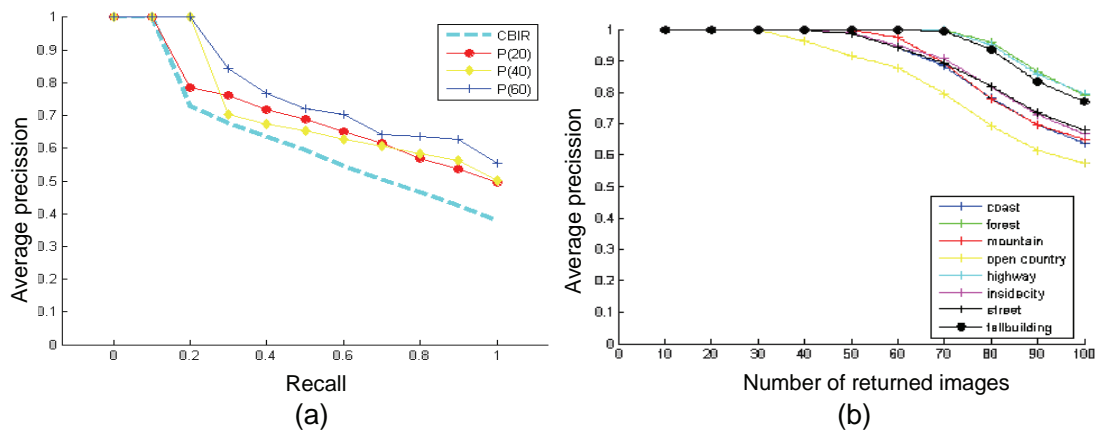 1
0.9
0.8
0.7
0.6
0.5
0.4
0.3
0.2
0.1
0
0 0.2 0.4 0.6 0.8 1
Average precission
Recall
CBIR
P(20)
P(40)
P(60)
(a)
1
0.9
0.8
0.7
0.6
0.5
0.4
0.3
0.2
0.1
0
0 10 20 30 40 50 60 70 80 90 100
Average precission
Number of returned images
coast
forest
mountain
open country
highway
insidecity
street
tallbuilding
(b)